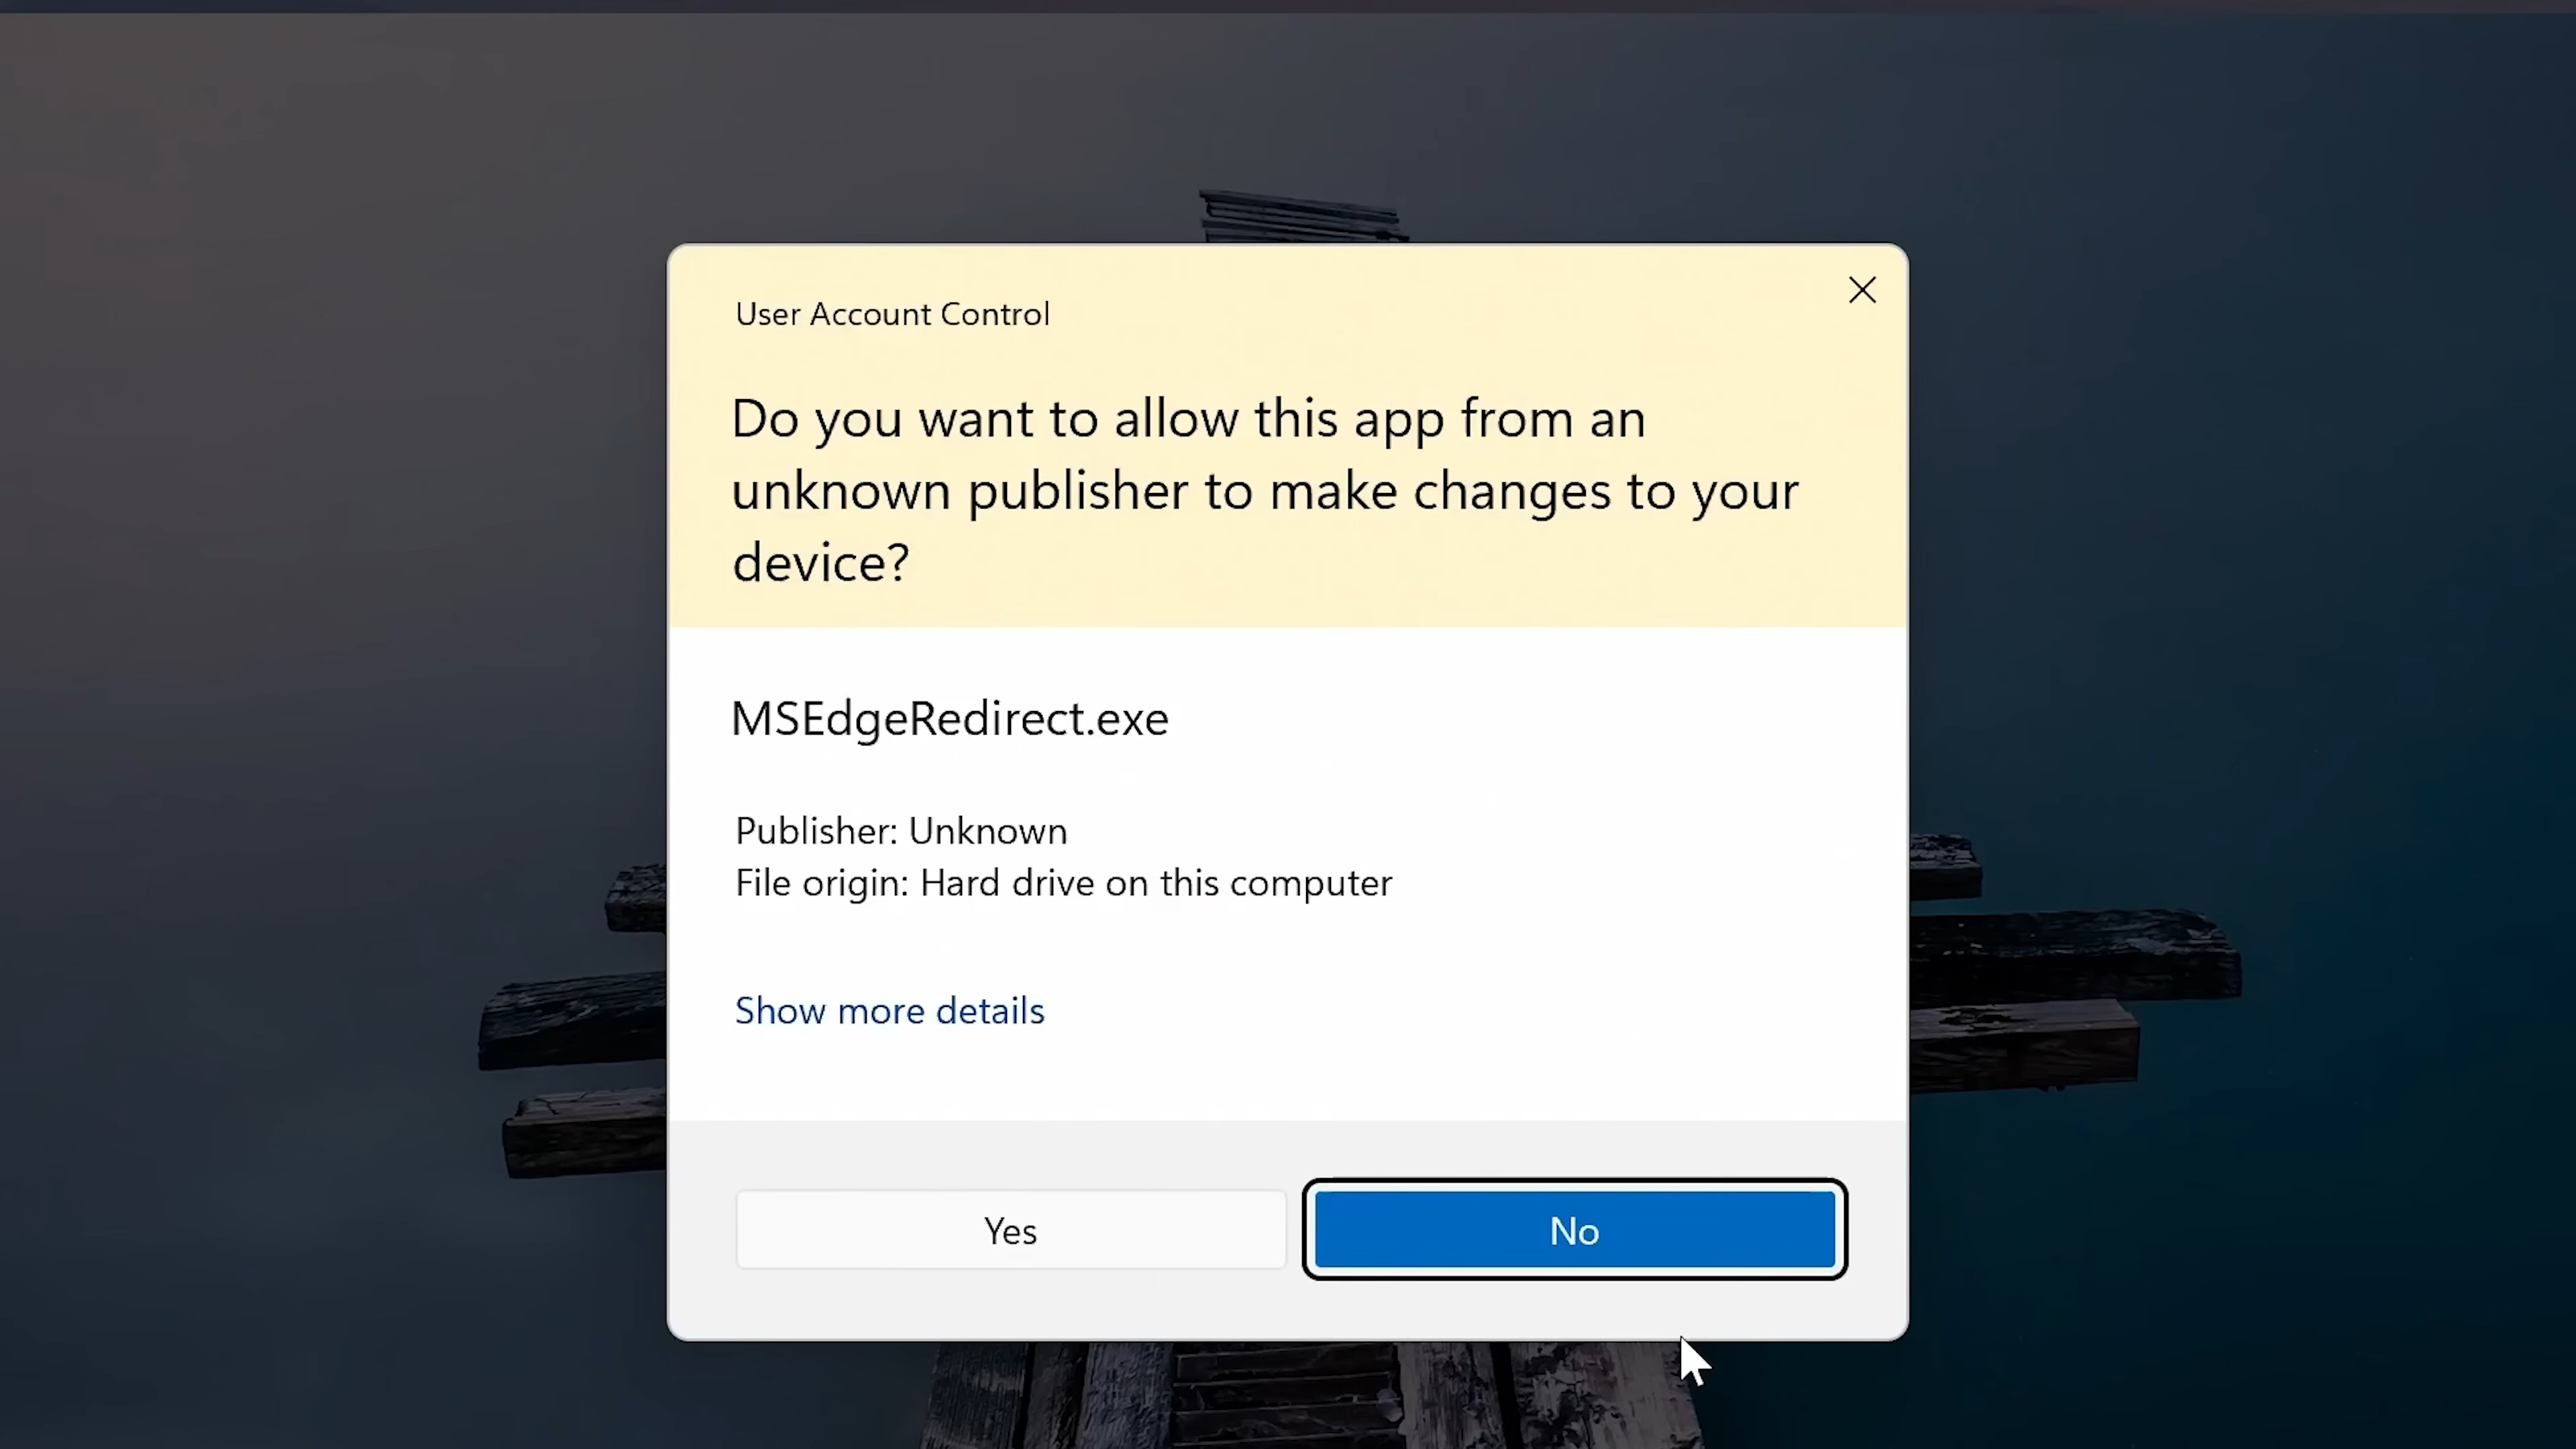 User Account Control
Do you want to allow this app from an
unknown publisher to make changes to your
device?
MSEdgeRedirect.exe
Publisher: Unknown
File origin: Hard drive on this computer
Show more details
Yes
No